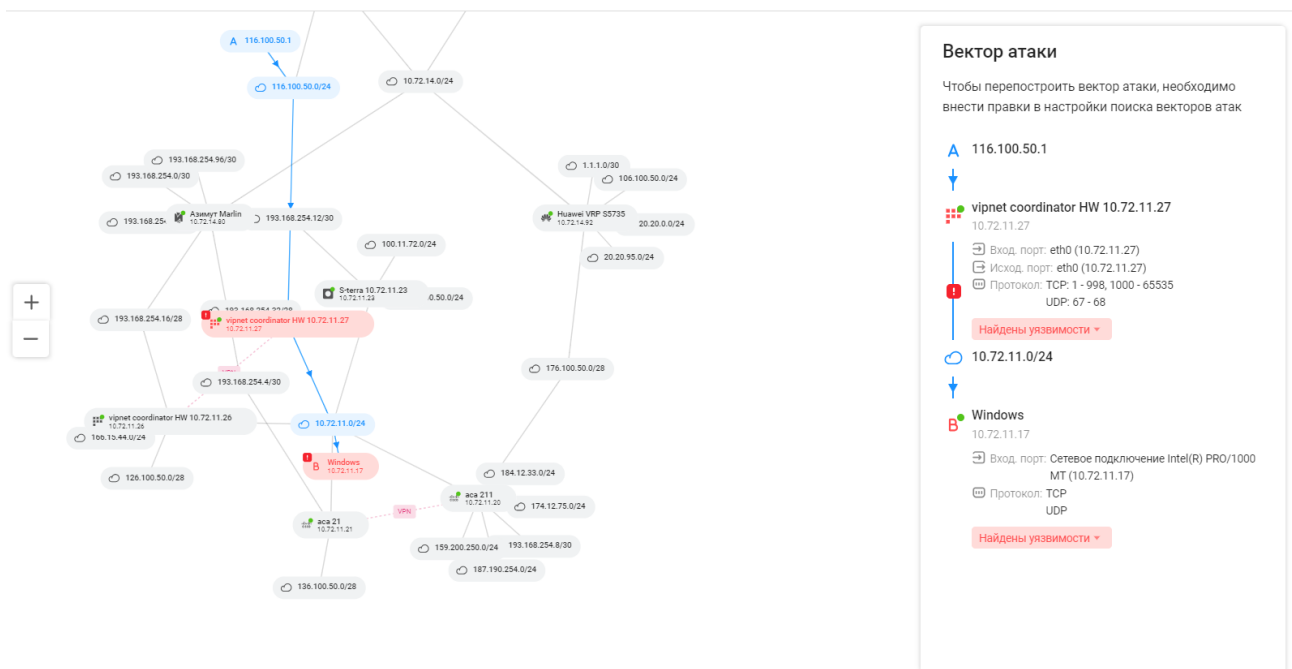 A 116.100.50.1
116.100.50.0/24
10.72.14.0/24
193.168.254.96/30
193.168.254.0/30
1.1.1.0/30
106.100.50.0/24
193.168.25
Азимут Marlin
10.72.14.80
193.168.254.12/30
Huawei VRP S5735
10.72.14.92
20.20.0.0/24
100.11.72.0/24
20.20.95.0/24
S-terra 10.72.11.23
10.72.11.23
0.50.0/24
193.168.254.16/28
vipnet coordinator HW 10.72.11.27
10.72.11.27
176.100.50.0/28
193.168.254.4/30
vipnet coordinator HW 10.72.11.26
10.72.11.26
10.72.11.0/24
166.15.44.0/24
B Windows
10.72.11.17
126.100.50.0/28
184.12.33.0/24
aca 211
10.72.11.20
174.12.75.0/24
VPN
aca 21
10.72.11.21
159.200.250.0/24
193.168.254.8/30
187.190.254.0/24
136.100.50.0/28
+
−
Вектор атаки
Чтобы перепостроить вектор атаки, необходимо
внести правки в настройки поиска векторов атак
A 116.100.50.1
vipnet coordinator HW 10.72.11.27
10.72.11.27
Вход. порт: eth0 (10.72.11.27)
Исход. порт: eth0 (10.72.11.27)
Протокол: TCP: 1 - 998, 1000 - 65535
UDP: 67 - 68
Найдены уязвимости
10.72.11.0/24
Windows
B 10.72.11.17
Вход. порт: Сетевое подключение Intel(R) PRO/1000
MT (10.72.11.17)
Протокол: TCP
UDP
Найдены уязвимости